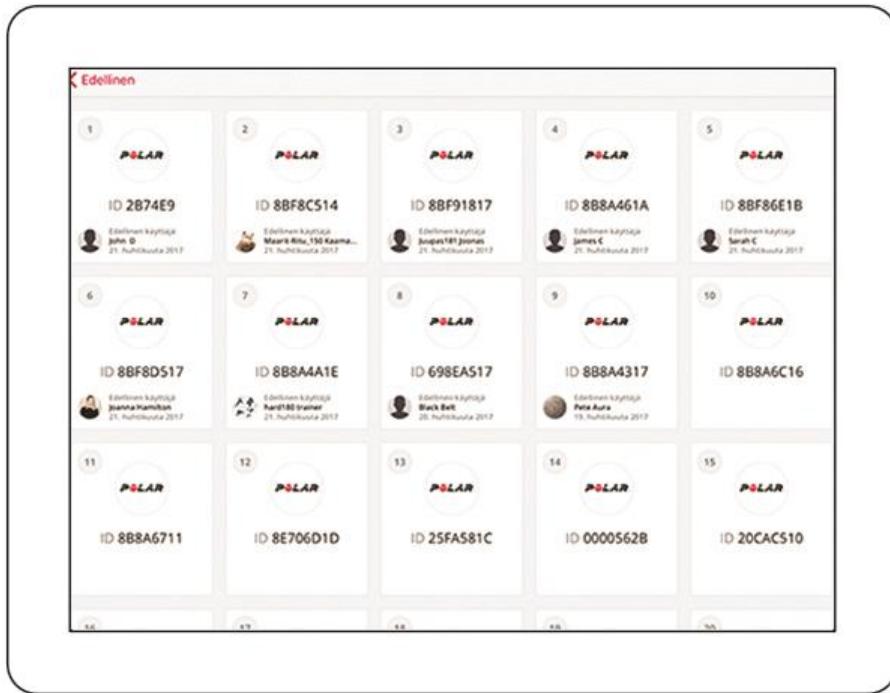 Edellinen
1
POLAR
ID 2B74E9
Edellinen käyttäjä
John D
21. huhtikuuta 2017
2
POLAR
ID 8BF8C514
Edellinen käyttäjä
Maarit-Ritu_150 Kaama...
21. huhtikuuta 2017
3
POLAR
ID 8BF91817
Edellinen käyttäjä
Juupas181 Joonas
21. huhtikuuta 2017
4
POLAR
ID 8B8A461A
Edellinen käyttäjä
James C
21. huhtikuuta 2017
5
POLAR
ID 8BF86E1B
Edellinen käyttäjä
Sarah C
21. huhtikuuta 2017
6
POLAR
ID 8BF8D517
Edellinen käyttäjä
Joanna Hamilton
21. huhtikuuta 2017
7
POLAR
ID 8B8A4A1E
Edellinen käyttäjä
hard180 trainer
21. huhtikuuta 2017
8
POLAR
ID 698EA517
Edellinen käyttäjä
Black Belt
20. huhtikuuta 2017
9
POLAR
ID 8B8A4317
Edellinen käyttäjä
Pete Aura
19. huhtikuuta 2017
10
POLAR
ID 8B8A6C16
11
POLAR
ID 8B8A6711
12
POLAR
ID 8E706D1D
13
POLAR
ID 25FA581C
14
POLAR
ID 0000562B
15
POLAR
ID 20CAC510